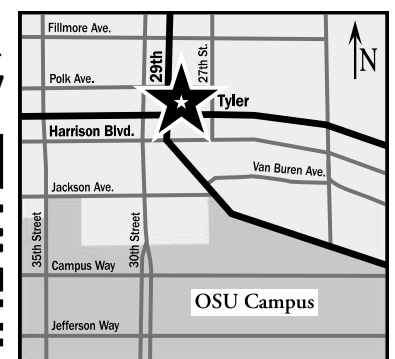 Fillmore Ave.
N
29th
27th St.
Polk Ave.
Tyler
Harrison Blvd.
Van Buren Ave.
Jackson Ave.
35th Street
30th Street
Campus Way
OSU Campus
Jefferson Way